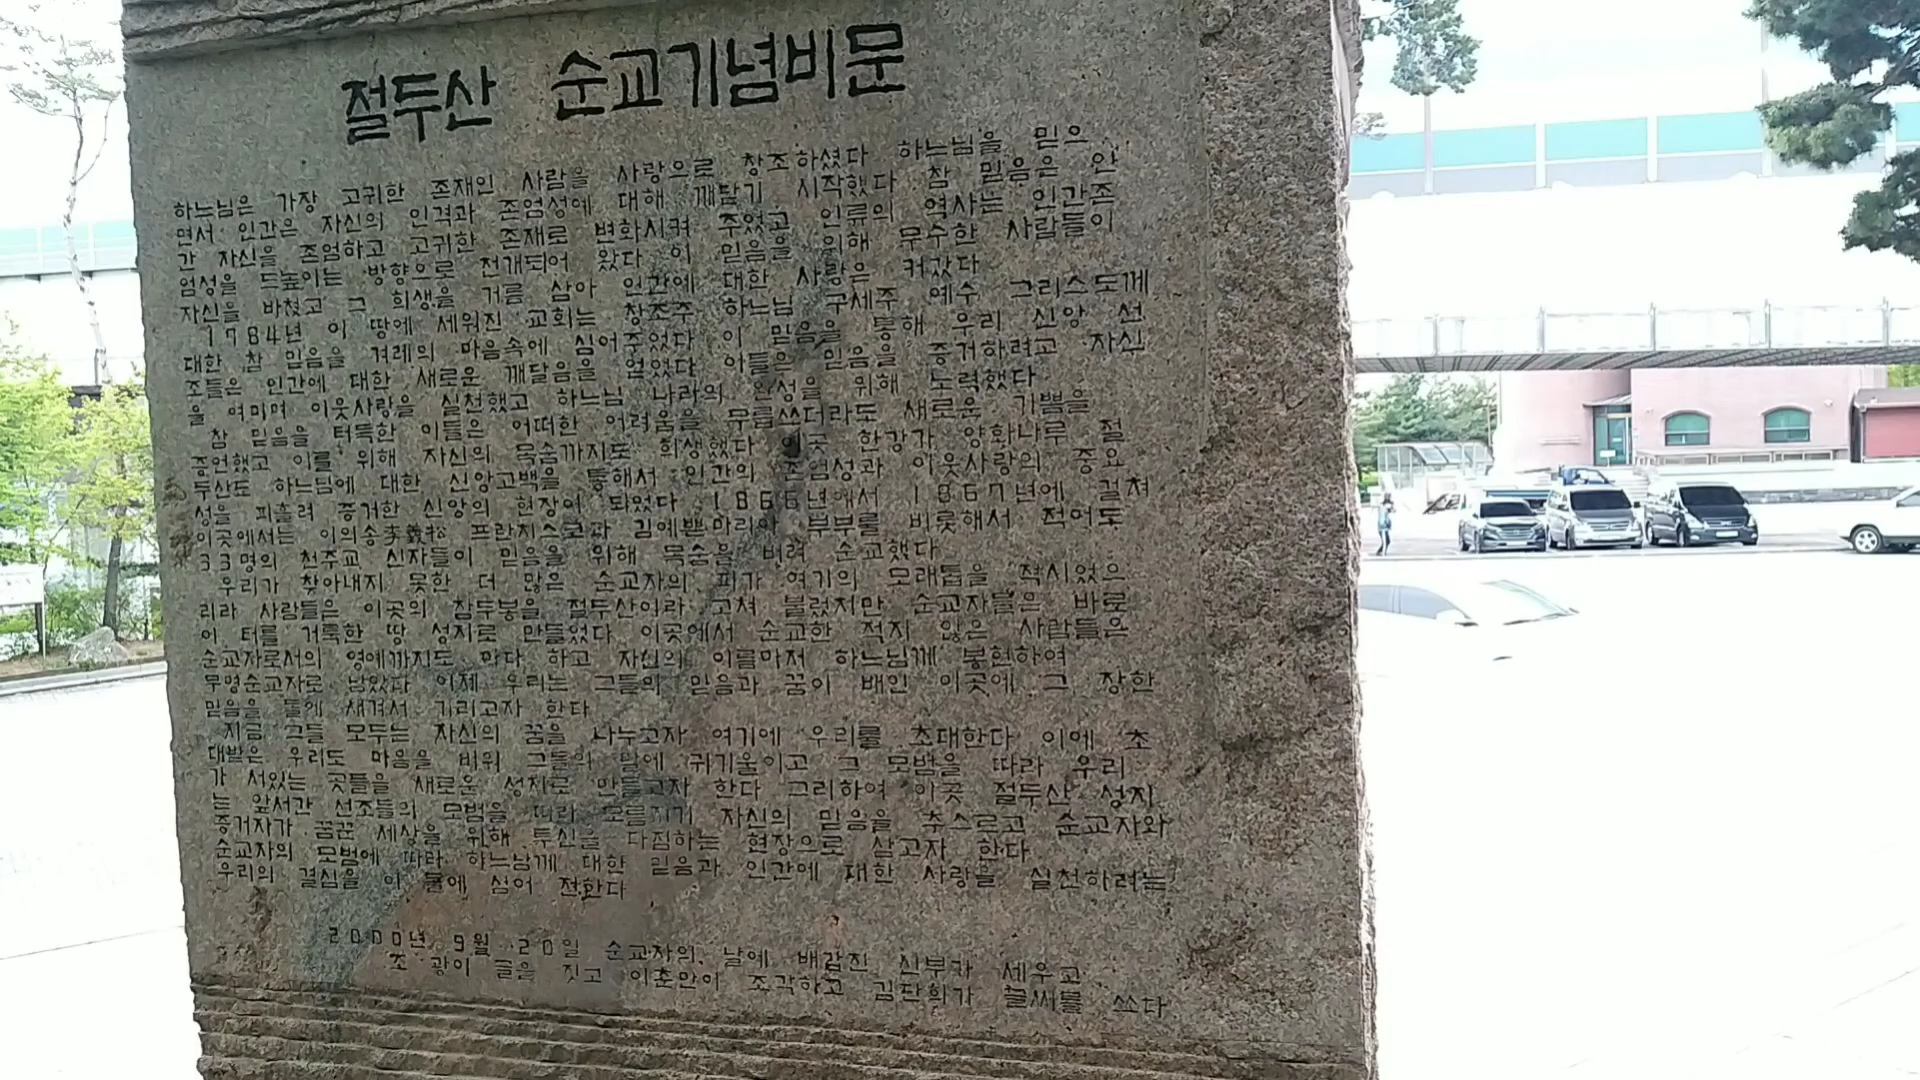 절두산 순교기념비문
하느님은 가장 고귀한 존재인 사람을 사랑으로 창조하셨다 하느님을 믿으
면서 인간은 자신의 인격과 존엄성에 대해 깨닫기 시작했다 참 믿음은 인
간 자신을 존엄하고 고귀한 존재로 변화시켜 주었고 인류의 역사는 인간존
엄성을 드높이는 방향으로 전개되어 왔다 이 믿음을 위해 무수한 사람들이
자신을 바쳤고 그 희생을 거름 삼아 인간에 대한 사랑은 커갔다
1784년 이 땅에 세워진 교회는 창조주 하느님 구세주 예수 그리스도께
대한 참 믿음을 겨레의 마음속에 심어주었다 이 믿음을 통해 우리 신앙 선
조들은 인간에 대한 새로운 깨달음을 얻었다 이들은 믿음을 증거하려고 자신
을 여미며 이웃사랑을 실천했고 하느님 나라의 완성을 위해 노력했다
참 믿음을 터득한 이들은 어떠한 어려움을 무릅쓰더라도 새로운 기쁨을
증언했고 이를 위해 자신의 목숨까지도 희생했다 이곳 한강가 양화나루 절
두산도 하느님에 대한 신앙고백을 통해서 인간의 존엄성과 이웃사랑의 중요
성을 피흘려 증거한 신앙의 현장이 되었다 1866년에서 1867년에 걸쳐
이곳에서는 이의송李義松 프란치스코와 김예쁜마리아 부부를 비롯해서 적어도
33명의 천주교 신자들이 믿음을 위해 목숨을 버려 순교했다
우리가 찾아내지 못한 더 많은 순교자의 피가 여기의 모래톱을 적시었으
리라 사람들은 이곳의 잠두봉을 절두산이라 고쳐 불렀지만 순교자들은 바로
이 터를 거룩한 땅 성지로 만들었다 이곳에서 순교한 적지 않은 사람들은
순교자로서의 영예까지도 마다 하고 자신의 이름마저 하느님께 봉헌하여
무명순교자로 남았다 이제 우리는 그들의 믿음과 꿈이 배인 이곳에 그 장한
믿음을 돌에 새겨서 기리고자 한다
지금 그들 모두는 자신의 꿈을 나누고자 여기에 우리를 초대한다 이에 초
대받은 우리도 마음을 비워 그들의 말에 귀기울이고 그 모범을 따라 우리
가 서있는 곳들을 새로운 성지로 만들고자 한다 그리하여 이곳 절두산 성지
는 앞서간 선조들의 모범을 따라 모름지기 자신의 믿음을 추스르고 순교자와
증거자가 꿈꾼 세상을 위해 투신을 다짐하는 현장으로 삼고자 한다
순교자의 모범에 따라 하느님께 대한 믿음과 인간에 대한 사랑을 실천하려는
우리의 결심을 이 돌에 심어 전한다
2000년 9월 20일 순교자의 날에 배갑진 신부가 세우고
조 광이 글을 짓고 이춘만이 조각하고 김단희가 글씨를 쓰다